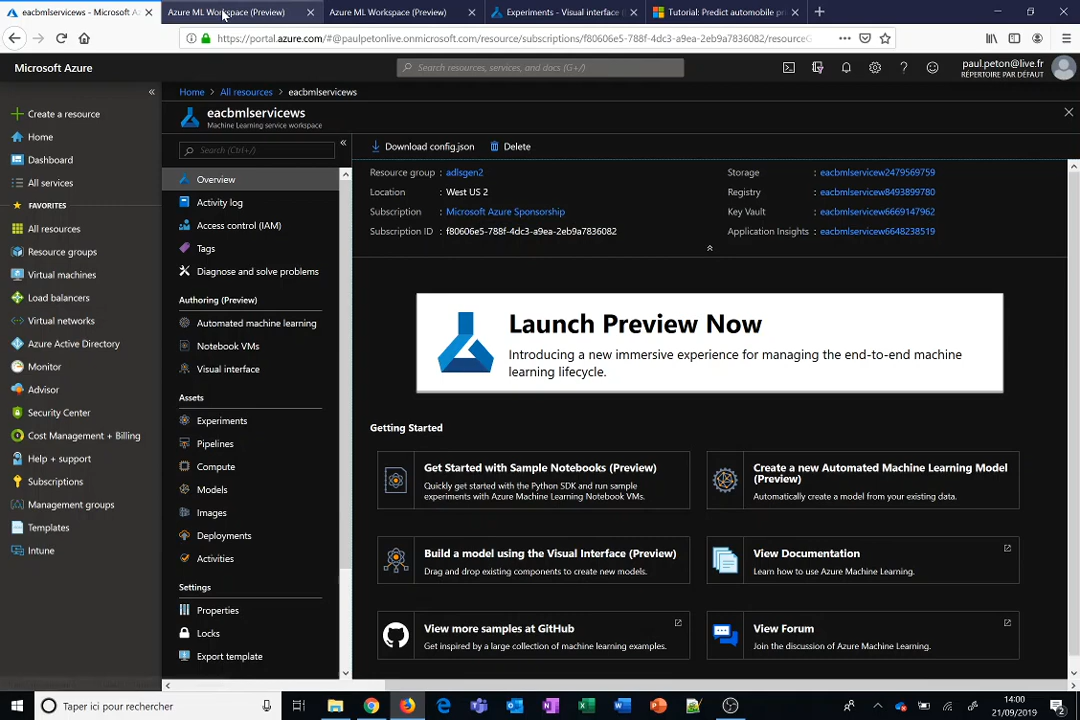 eacbmlservicews - Microsoft A
Azure ML Workspace (Preview)
Azure ML Workspace (Preview)
Experiments - Visual interface
Tutorial: Predict automobile pri
https://portal.azure.com/#@paulpetonlive.onmicrosoft.com/resource/subscriptions/f80606e5-788f-4dc3-a9ea-2eb9a7836082/resourceG
Microsoft Azure
Search resources, services, and docs (G+/)
paul.peton@live.fr
RÉPERTOIRE PAR DÉFAUT
Create a resource
Home
Dashboard
All services
FAVORITES
All resources
Resource groups
Virtual machines
Load balancers
Virtual networks
Azure Active Directory
Monitor
Advisor
Security Center
Cost Management + Billing
Help + support
Subscriptions
Management groups
Templates
Intune
Home > All resources > eacbmlservicews
eacbmlservicews
Machine Learning service workspace
Search (Ctrl+/)
Overview
Activity log
Access control (IAM)
Tags
Diagnose and solve problems
Authoring (Preview)
Automated machine learning
Notebook VMs
Visual interface
Assets
Experiments
Pipelines
Compute
Models
Images
Deployments
Activities
Settings
Properties
Locks
Export template
Download config.json
Delete
Resource group : adlsgen2
Location : West US 2
Subscription : Microsoft Azure Sponsorship
Subscription ID : f80606e5-788f-4dc3-a9ea-2eb9a7836082
Storage : eacbmlservicew2479569759
Registry : eacbmlservicew8493899780
Key Vault : eacbmlservicew6669147962
Application Insights : eacbmlservicew6648238519
Launch Preview Now
Introducing a new immersive experience for managing the end-to-end machine
learning lifecycle.
Getting Started
Get Started with Sample Notebooks (Preview)
Quickly get started with the Python SDK and run sample
experiments with Azure Machine Learning Notebook VMs.
Create a new Automated Machine Learning Model
(Preview)
Automatically create a model from your existing data.
Build a model using the Visual Interface (Preview)
Drag and drop existing components to create new models.
View Documentation
Learn how to use Azure Machine Learning.
View more samples at GitHub
Get inspired by a large collection of machine learning examples.
View Forum
Join the discussion of Azure Machine Learning.
Taper ici pour rechercher
14:00
21/09/2019
2